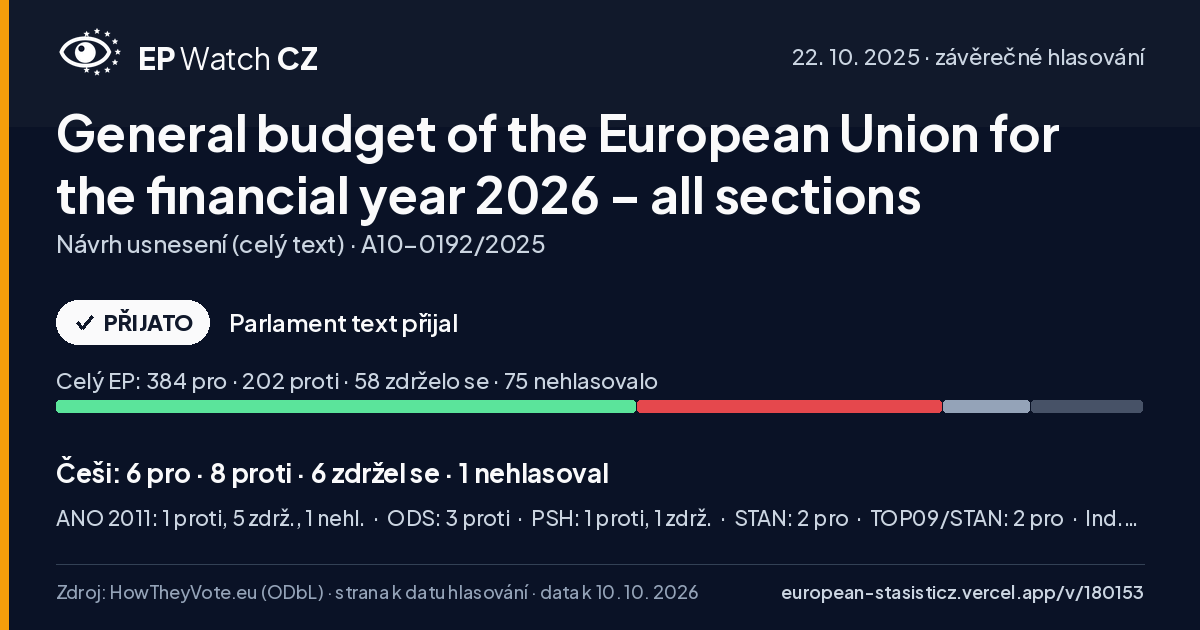 EP Watch CZ
22. 10. 2025 · závěrečné hlasování
General budget of the European Union for
the financial year 2026 – all sections
Návrh usnesení (celý text) · A10–0192/2025
✓ PŘIJATO
Parlament text přijal
Celý EP: 384 pro · 202 proti · 58 zdrželo se · 75 nehlasovalo
Češi: 6 pro · 8 proti · 6 zdržel se · 1 nehlasoval
ANO 2011: 1 proti, 5 zdrž., 1 nehl. · ODS: 3 proti · PSH: 1 proti, 1 zdrž. · STAN: 2 pro · TOP09/STAN: 2 pro · Ind.…
Zdroj: HowTheyVote.eu (ODbL) · strana k datu hlasování · data k 10. 10. 2026
european-stasisticz.vercel.app/v/180153